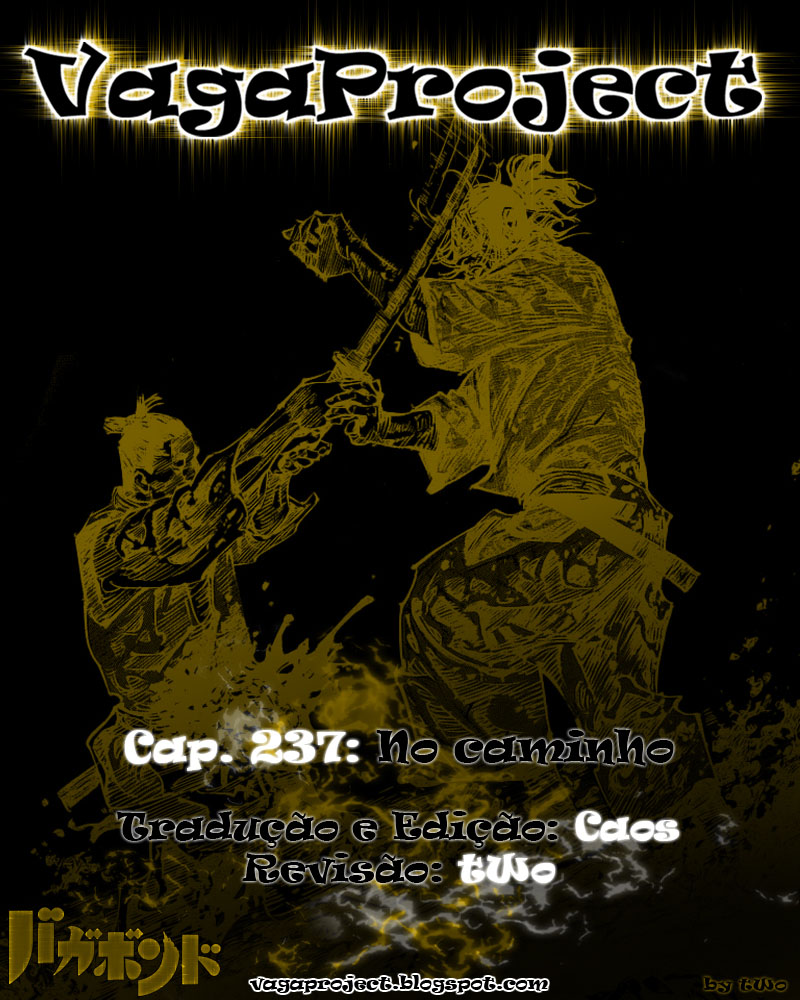 VagaProject
Cap. 237: No caminho
Tradução e Edição: Caos
Revisão: tWo
バガボンド
vagaproject.blogspot.com
by tWo